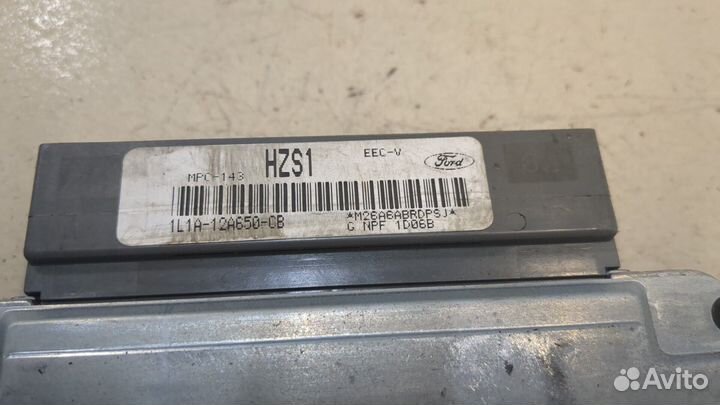 HZS1
EEC-V
Ford
MPC-143
1L1A-12A650-CB
*M26A6ABRDPSJ*
G NPF 1D06B
Avito